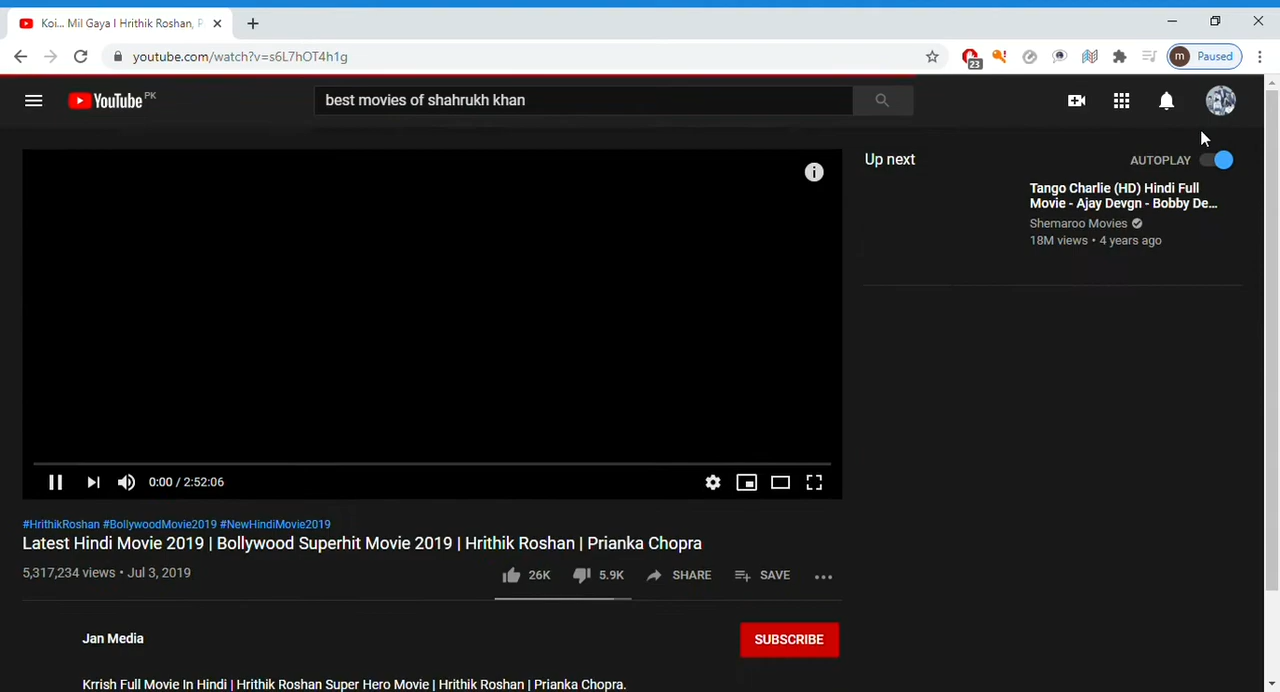 Koi... Mil Gaya I Hrithik Roshan, P
youtube.com/watch?v=s6L7hOT4h1g
23
m
Paused
YouTube PK
best movies of shahrukh khan
Up next
AUTOPLAY
Tango Charlie (HD) Hindi Full
Movie - Ajay Devgn - Bobby De...
Shemaroo Movies
18M views • 4 years ago
0:00 / 2:52:06
#HrithikRoshan #BollywoodMovie2019 #NewHindiMovie2019
Latest Hindi Movie 2019 | Bollywood Superhit Movie 2019 | Hrithik Roshan | Prianka Chopra
5,317,234 views • Jul 3, 2019
26K
5.9K
SHARE
SAVE
Jan Media
SUBSCRIBE
Krrish Full Movie In Hindi | Hrithik Roshan Super Hero Movie | Hrithik Roshan | Prianka Chopra.